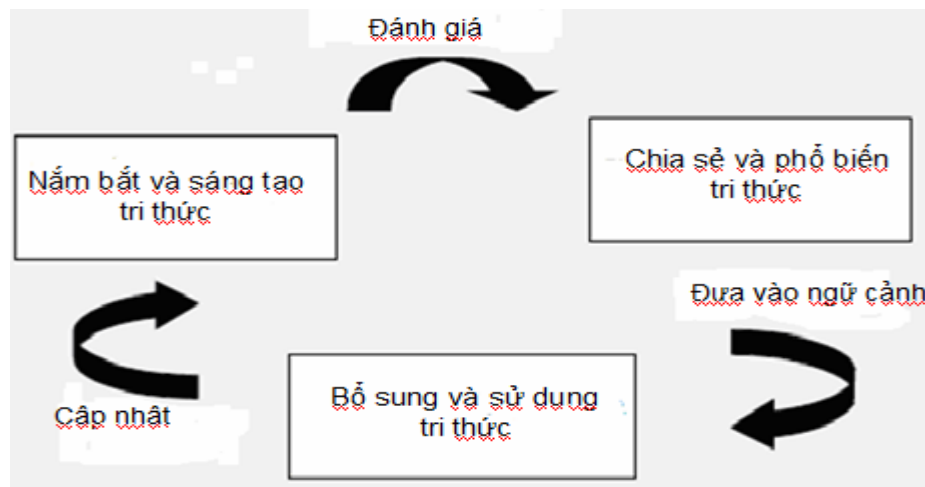 Đánh giá
Nắm bắt và sáng tạo
tri thức
Chia sẻ và phổ biến
tri thức
Đưa vào ngữ cảnh
Bổ sung và sử dụng
tri thức
Cập nhật